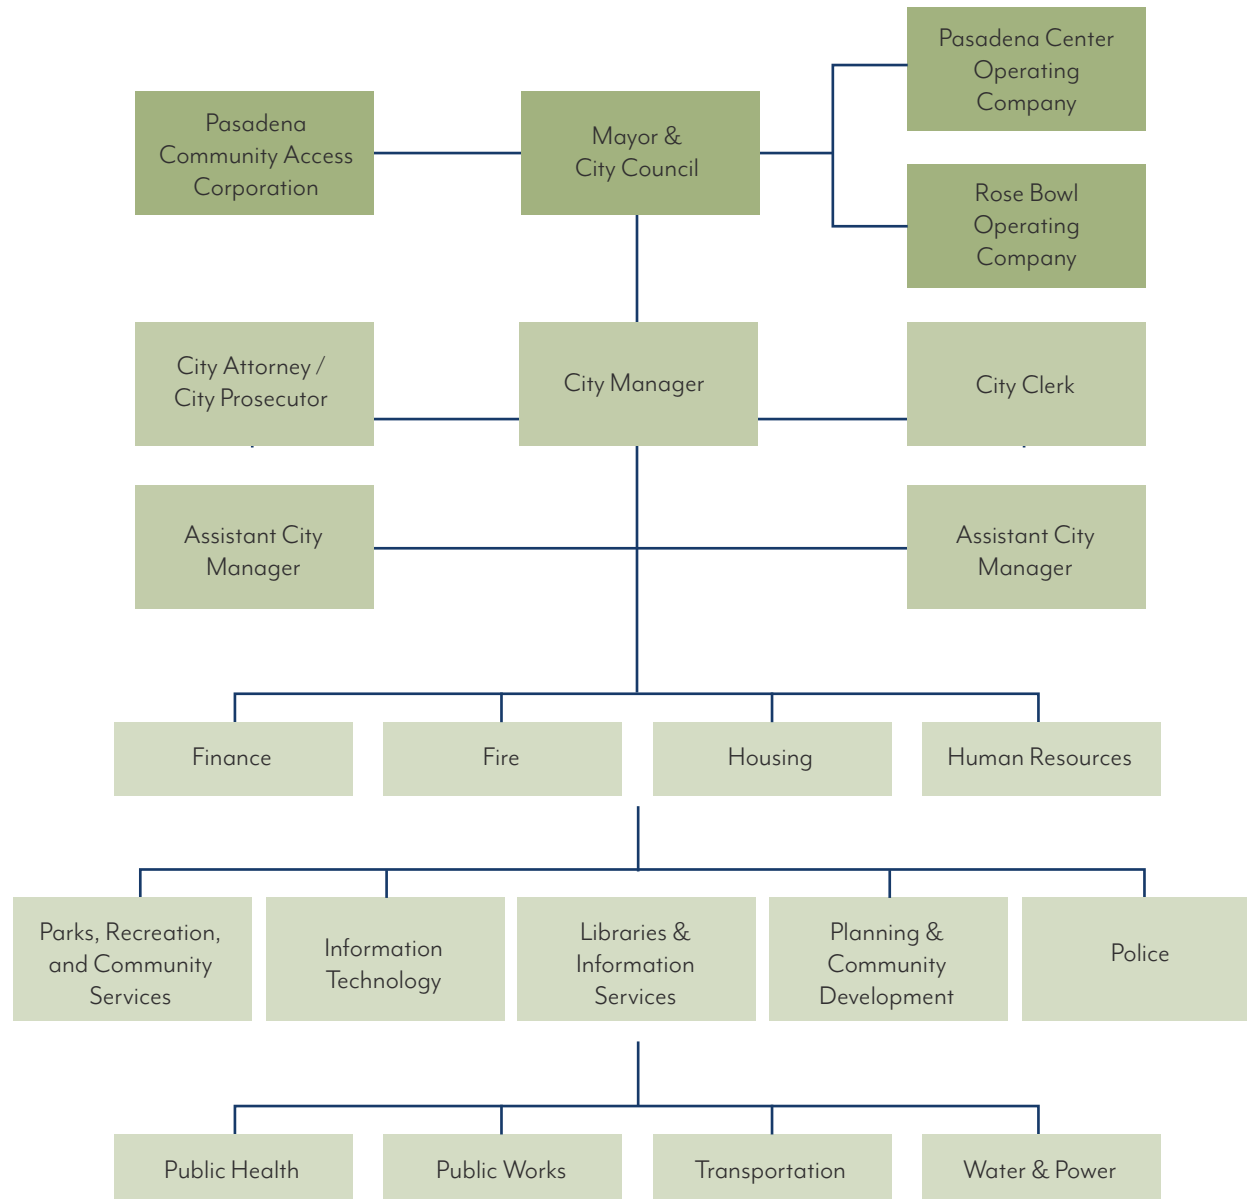 Pasadena
Community Access
Corporation
Mayor &
City Council
Pasadena Center
Operating
Company
Rose Bowl
Operating
Company
City Attorney /
City Prosecutor
City Manager
City Clerk
Assistant City
Manager
Assistant City
Manager
Finance
Fire
Housing
Human Resources
Parks, Recreation,
and Community
Services
Information
Technology
Libraries &
Information
Services
Planning &
Community
Development
Police
Public Health
Public Works
Transportation
Water & Power